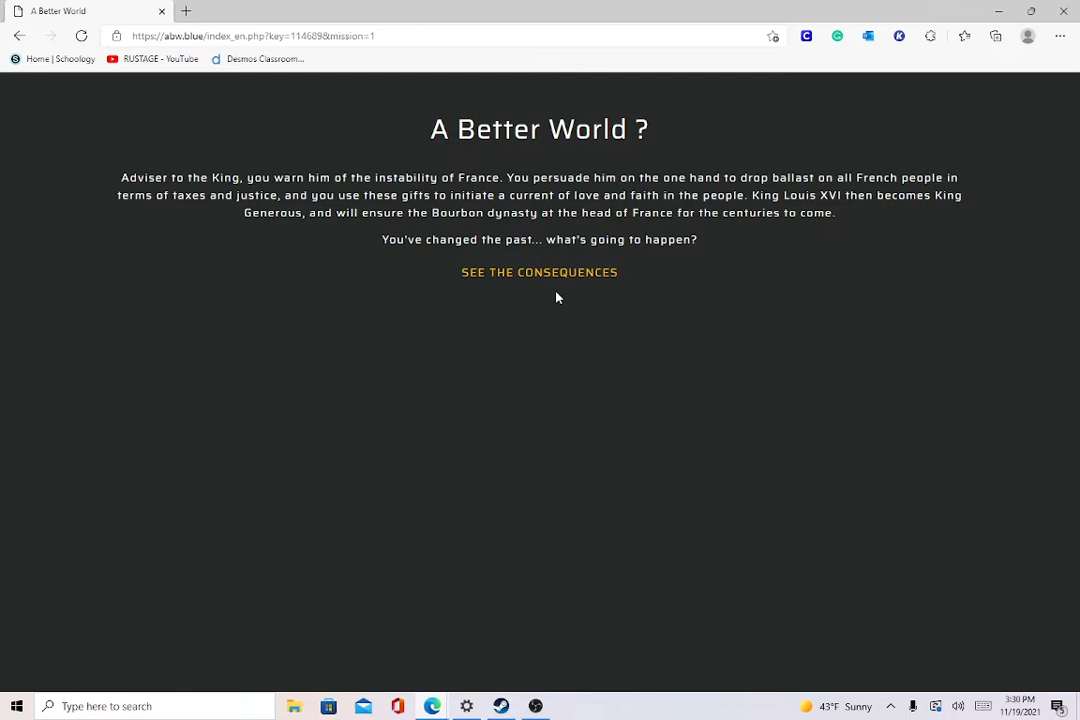 A Better World
https://abw.blue/index_en.php?key=114689&mission=1
Home | Schoology
RUSTAGE - YouTube
Desmos Classroom...
A Better World ?
Adviser to the King, you warn him of the instability of France. You persuade him on the one hand to drop ballast on all French people in
terms of taxes and justice, and you use these gifts to initiate a current of love and faith in the people. King Louis XVI then becomes King
Generous, and will ensure the Bourbon dynasty at the head of France for the centuries to come.
You've changed the past... what's going to happen?
SEE THE CONSEQUENCES
Type here to search
43°F Sunny
3:30 PM
11/19/2021
5